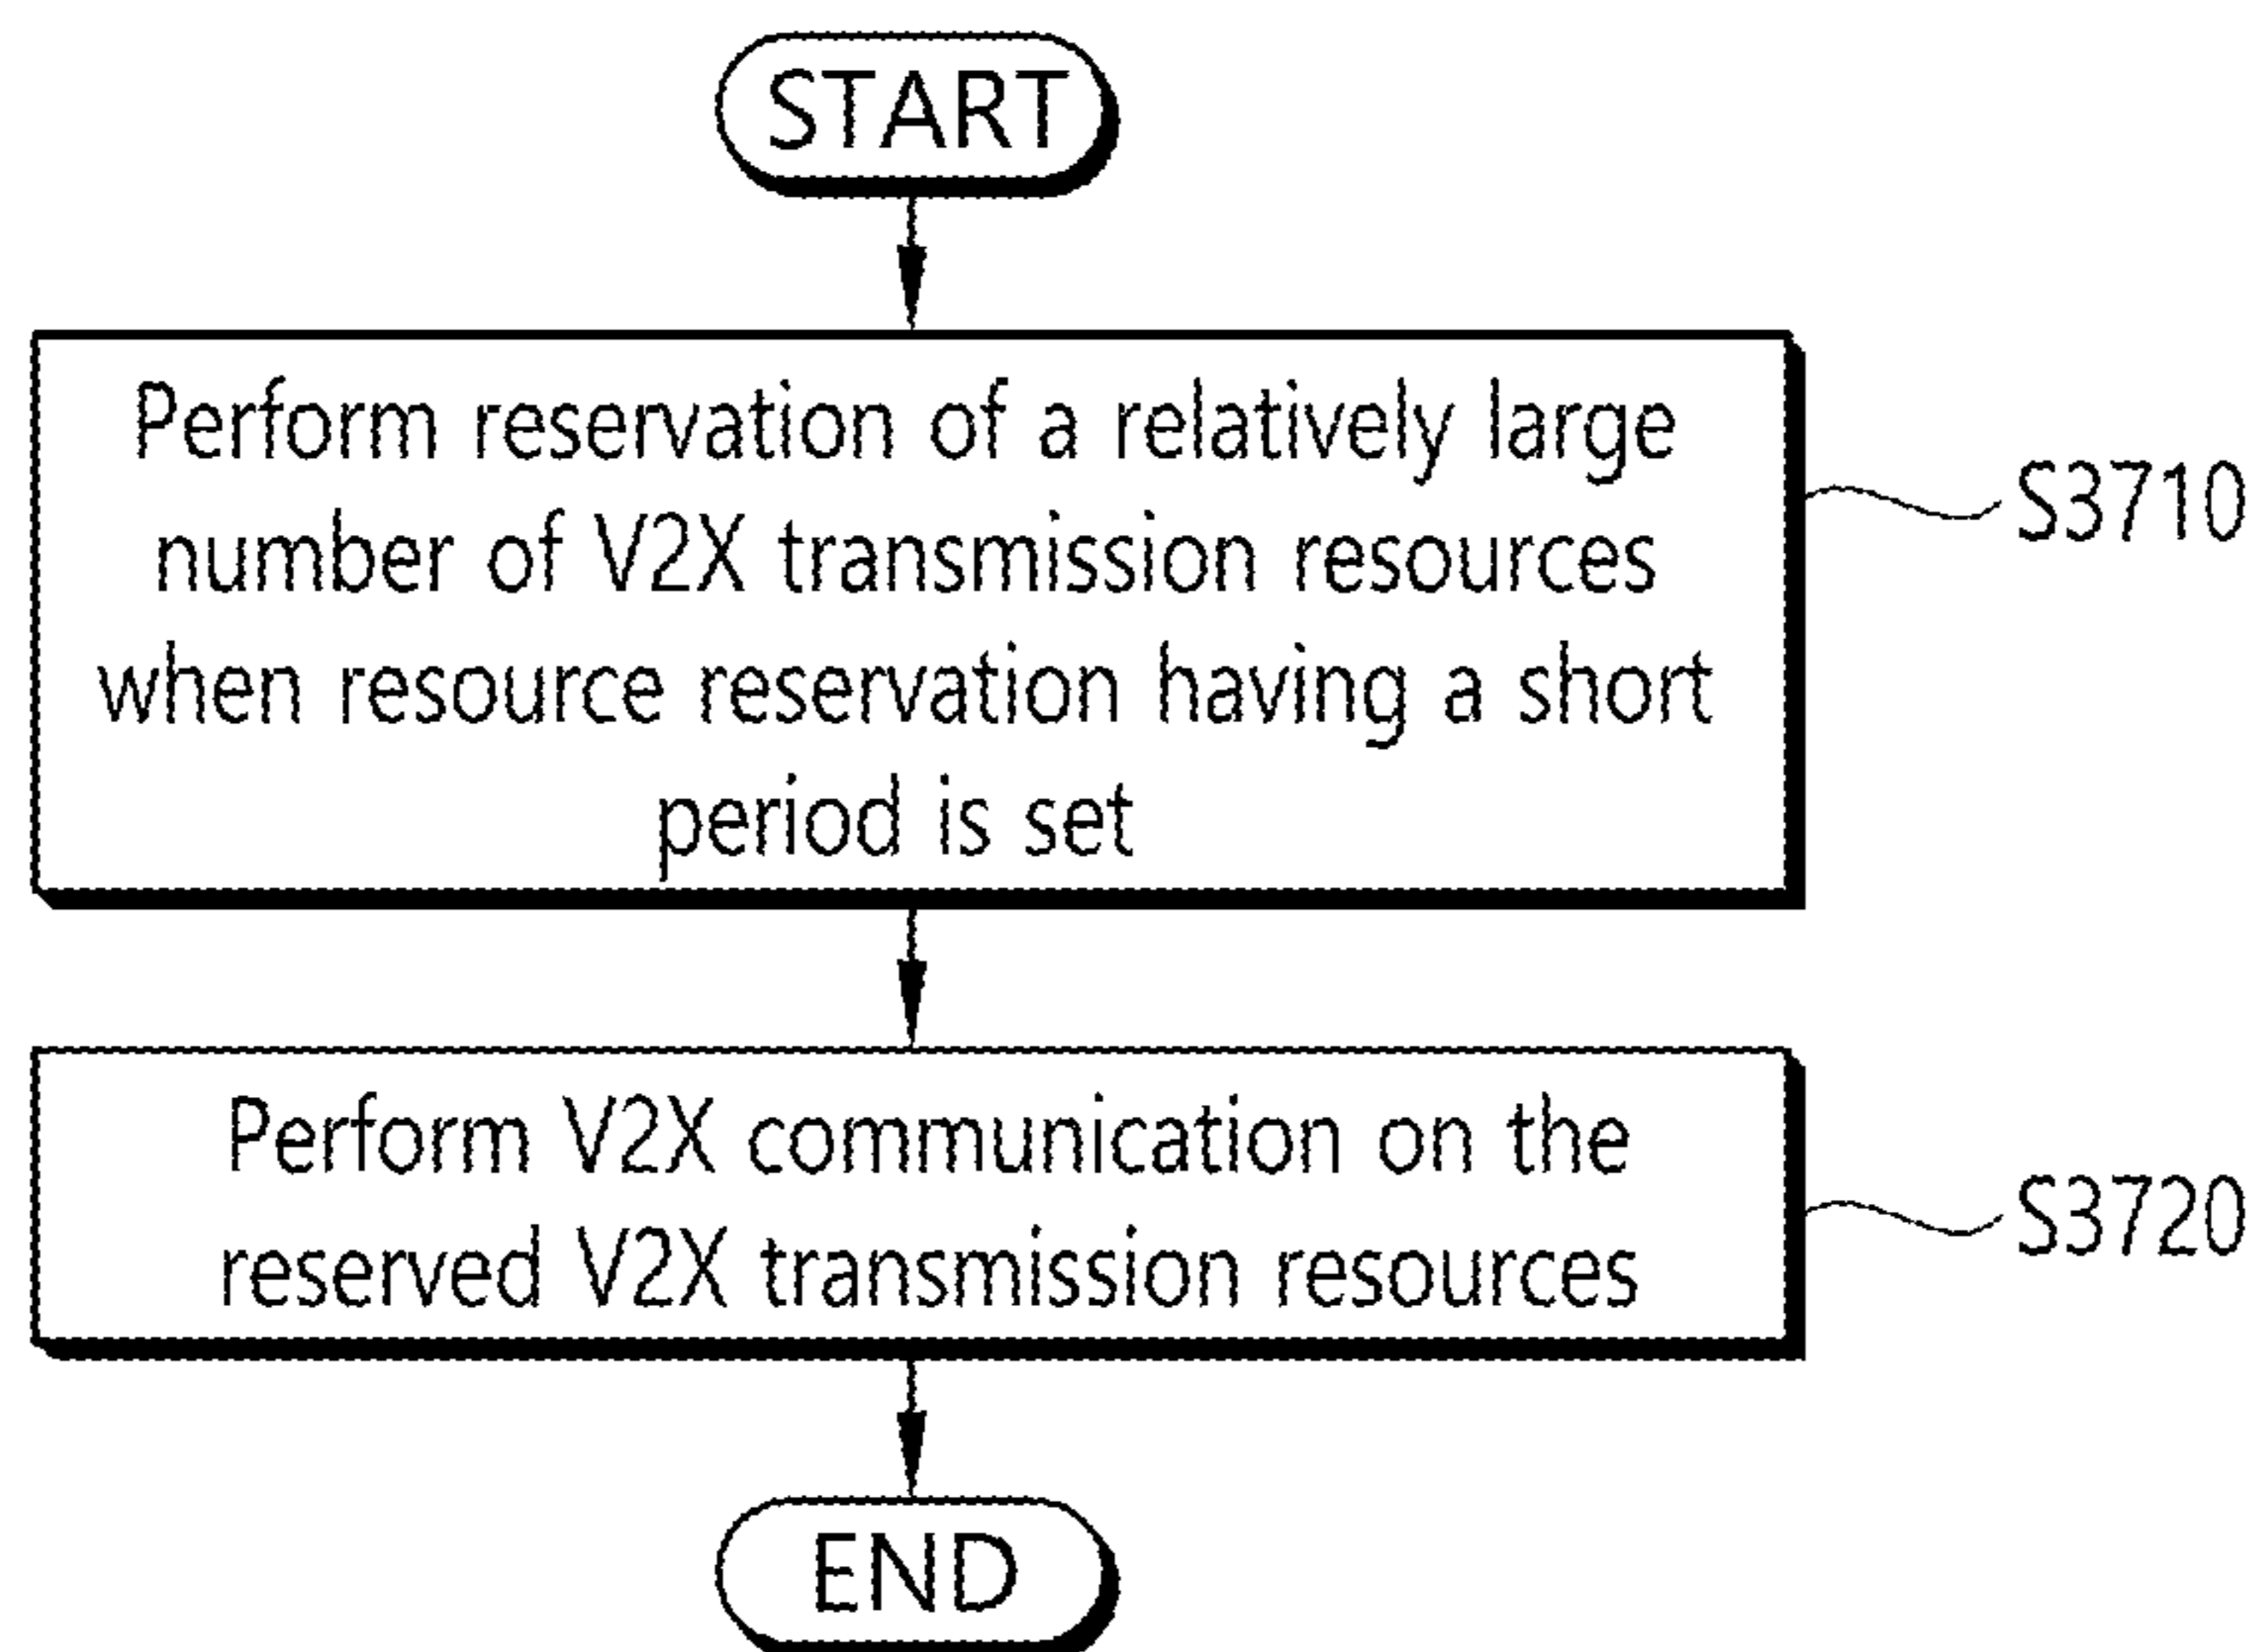 START
Perform reservation of a relatively large
number of V2X transmission resources
when resource reservation having a short
period is set
S3710
Perform V2X communication on the
reserved V2X transmission resources
S3720
END